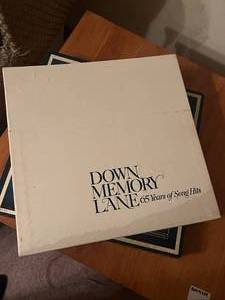 DOWN
MEMORY
LANE 65 Years of Song Hits